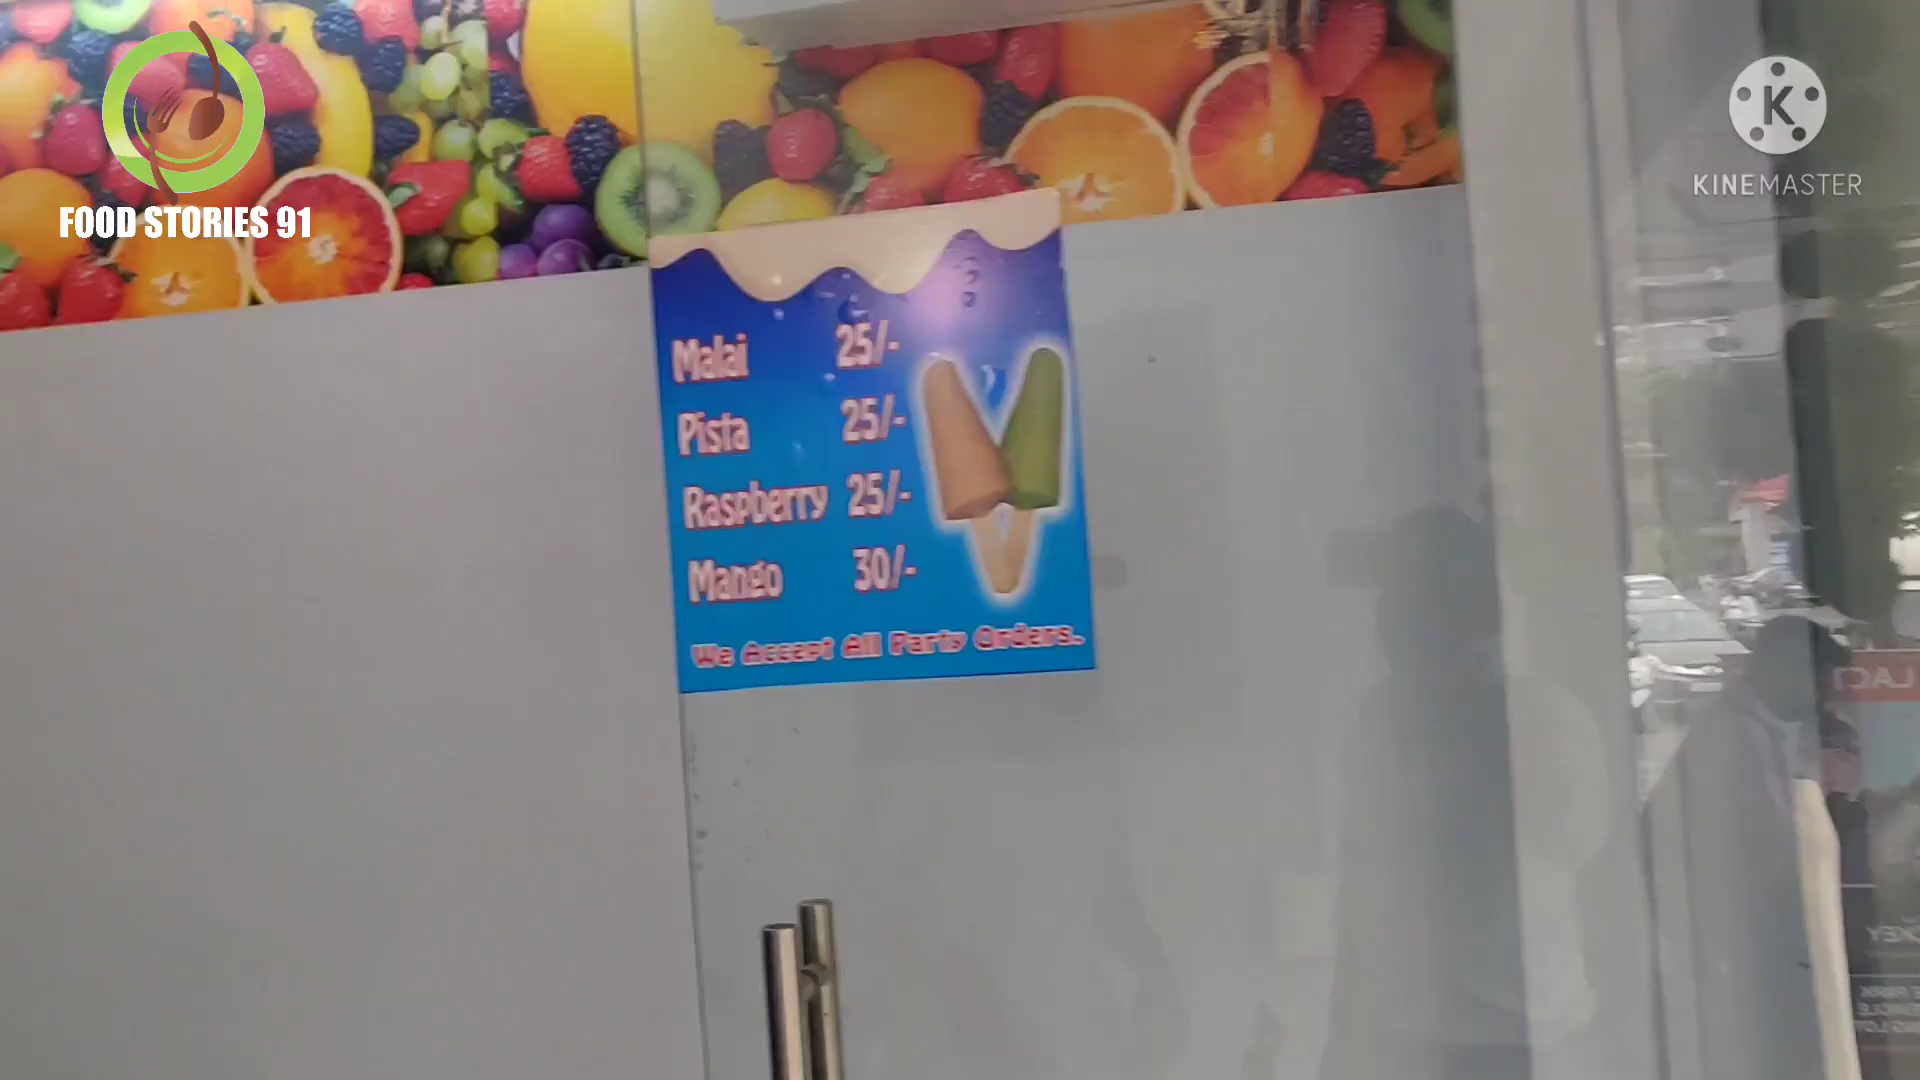 FOOD STORIES 91
K
KINEMASTER
Malai 25/-
Pista 25/-
Raspberry 25/-
Mango 30/-
We Accept All Party Orders.